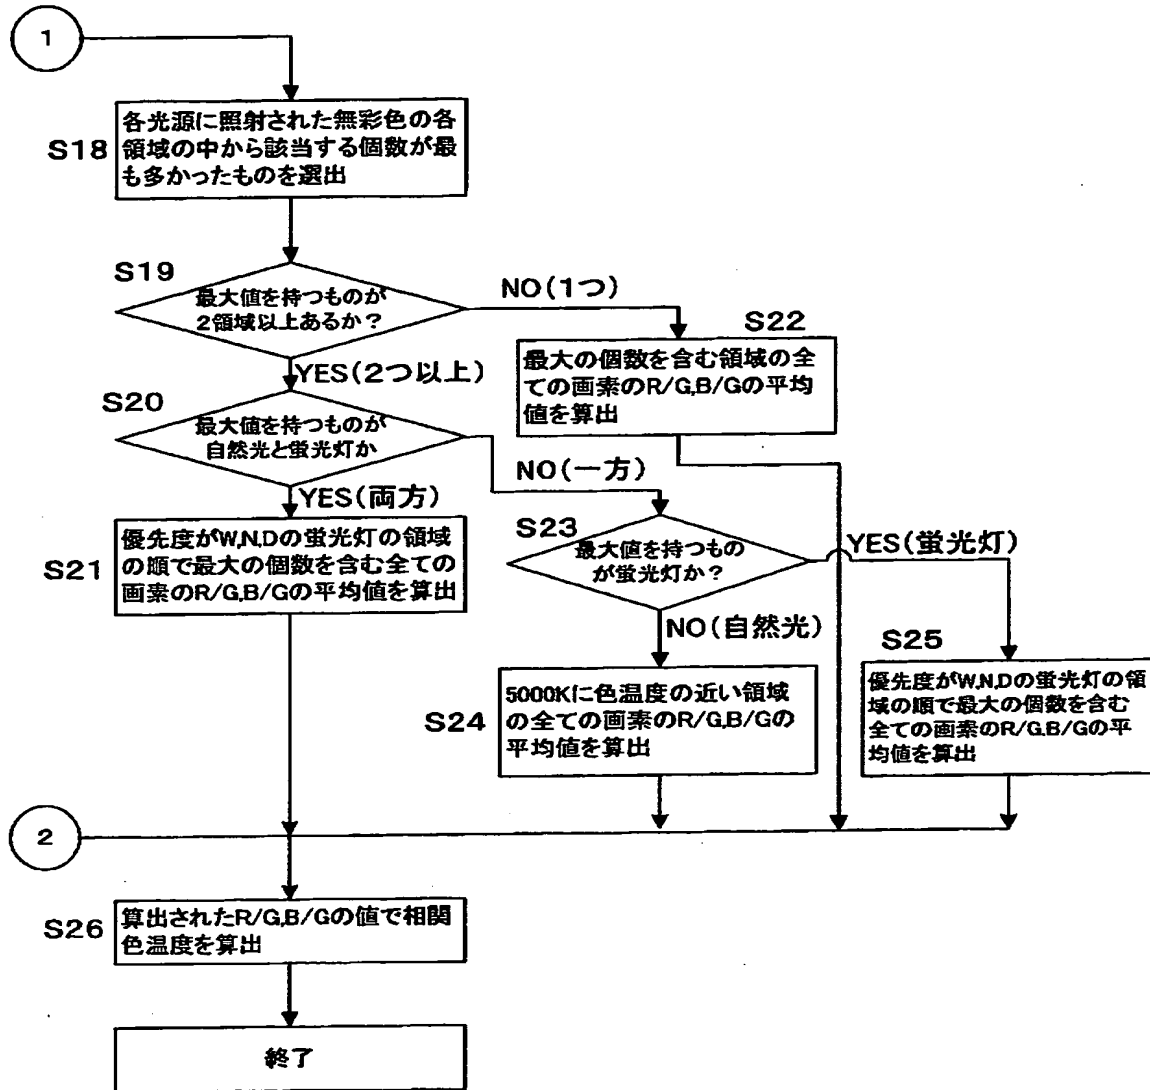 1
S18
各光源に照射された無彩色の各
領域の中から該当する個数が最
も多かったものを選出
S19
最大値を持つものが
2領域以上あるか？
NO(1つ)
YES(2つ以上)
S22
最大の個数を含む領域の全
ての画素のR/G,B/Gの平均
値を算出
S20
最大値を持つものが
自然光と蛍光灯か
NO(一方)
YES(両方)
S21
優先度がW,N,Dの蛍光灯の領域
の順で最大の個数を含む全ての
画素のR/G,B/Gの平均値を算出
S23
最大値を持つもの
が蛍光灯か？
YES(蛍光灯)
NO(自然光)
S24
5000Kに色温度の近い領域
の全ての画素のR/G,B/Gの
平均値を算出
S25
優先度がW,N,Dの蛍光灯の領
域の順で最大の個数を含む
全ての画素のR/G,B/Gの平
均値を算出
2
S26
算出されたR/G,B/Gの値で相関
色温度を算出
終了